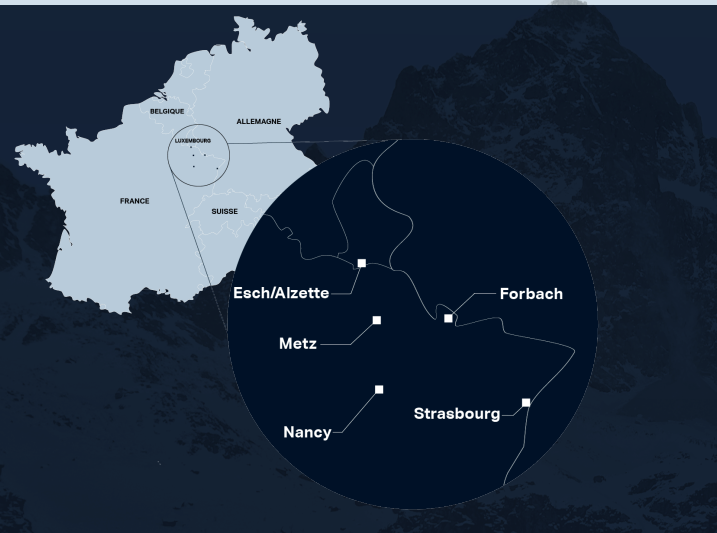 BELGIQUE
ALLEMAGNE
LUXEMBOURG
FRANCE
SUISSE
Esch/Alzette
Forbach
Metz
Strasbourg
Nancy